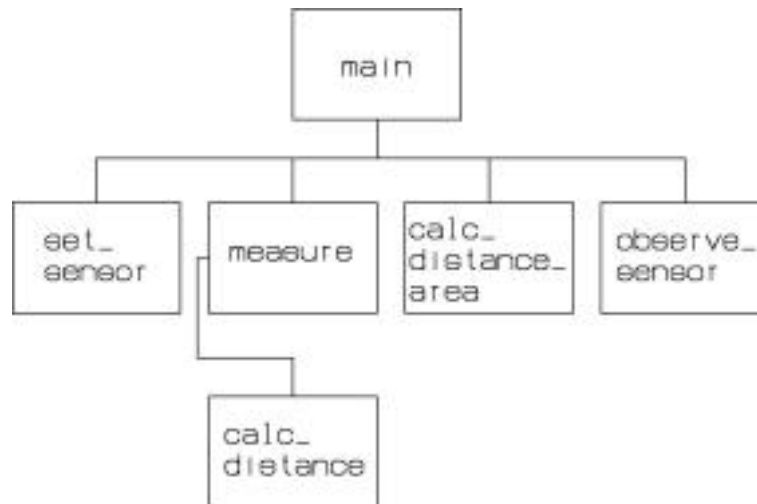 main
set_
sensor
measure
calc_
distance_
area
observe_
sensor
calc_
distance